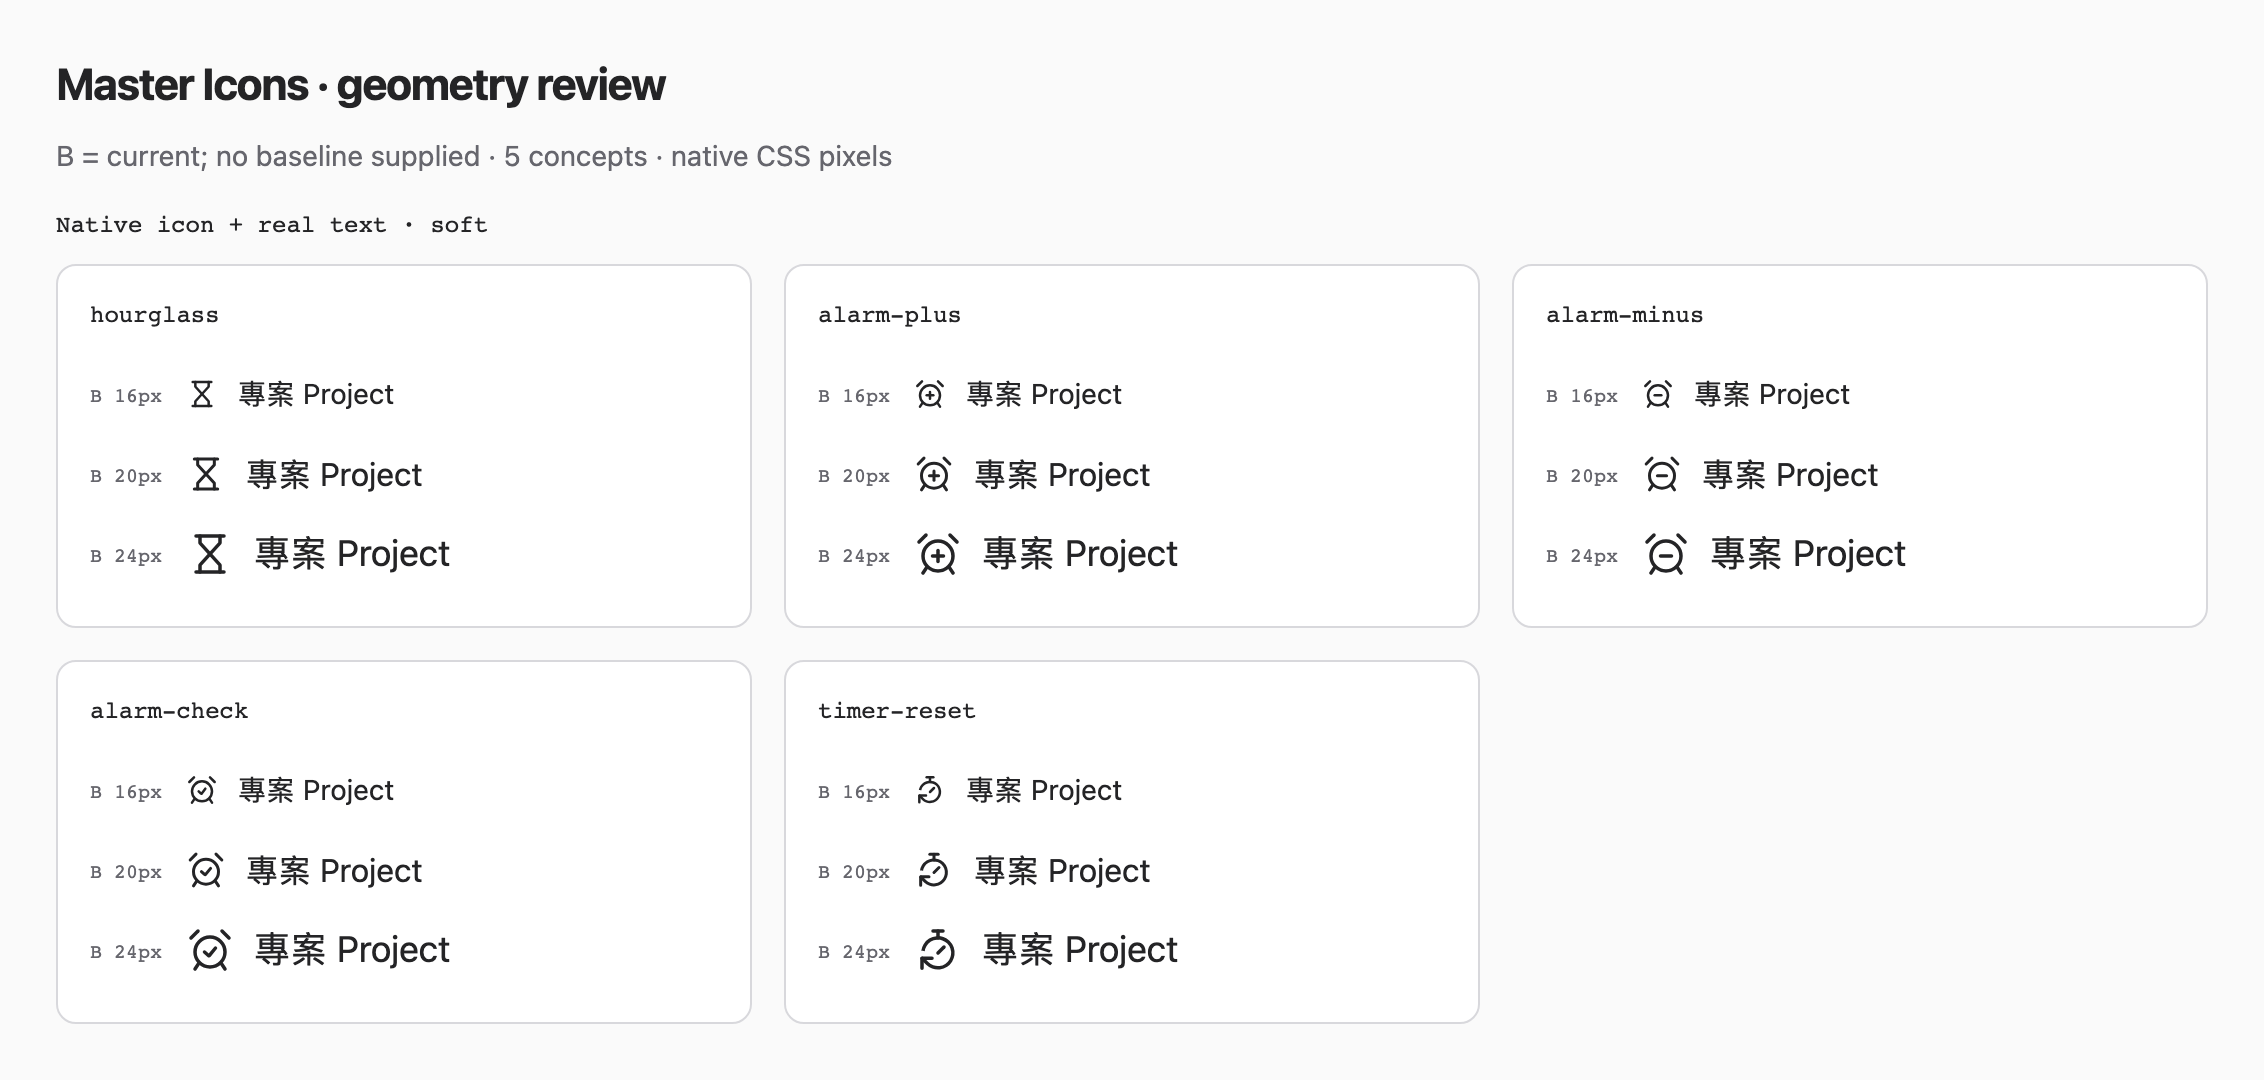 Master Icons · geometry review
B = current; no baseline supplied · 5 concepts · native CSS pixels
Native icon + real text · soft
hourglass
B 16px 專案 Project
B 20px 專案 Project
B 24px 專案 Project
alarm-plus
B 16px 專案 Project
B 20px 專案 Project
B 24px 專案 Project
alarm-minus
B 16px 專案 Project
B 20px 專案 Project
B 24px 專案 Project
alarm-check
B 16px 專案 Project
B 20px 專案 Project
B 24px 專案 Project
timer-reset
B 16px 專案 Project
B 20px 專案 Project
B 24px 專案 Project